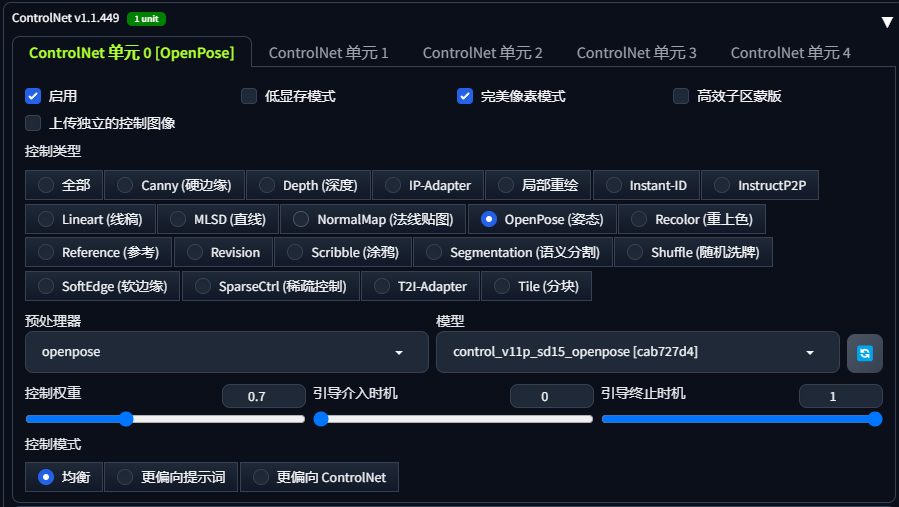 ControlNet v1.1.449 1 unit
ControlNet 单元 0 [OpenPose] ControlNet 单元 1 ControlNet 单元 2 ControlNet 单元 3 ControlNet 单元 4
启用 低显存模式 完美像素模式 高效子区蒙版
上传独立的控制图像
控制类型
全部 Canny (硬边缘) Depth (深度) IP-Adapter 局部重绘 Instant-ID InstructP2P
Lineart (线稿) MLSD (直线) NormalMap (法线贴图) OpenPose (姿态) Recolor (重上色)
Reference (参考) Revision Scribble (涂鸦) Segmentation (语义分割) Shuffle (随机洗牌)
SoftEdge (软边缘) SparseCtrl (稀疏控制) T2I-Adapter Tile (分块)
预处理器 模型
openpose control_v11p_sd15_openpose [cab727d4]
控制权重 0.7 引导介入时机 0 引导终止时机 1
控制模式
均衡 更偏向提示词 更偏向 ControlNet